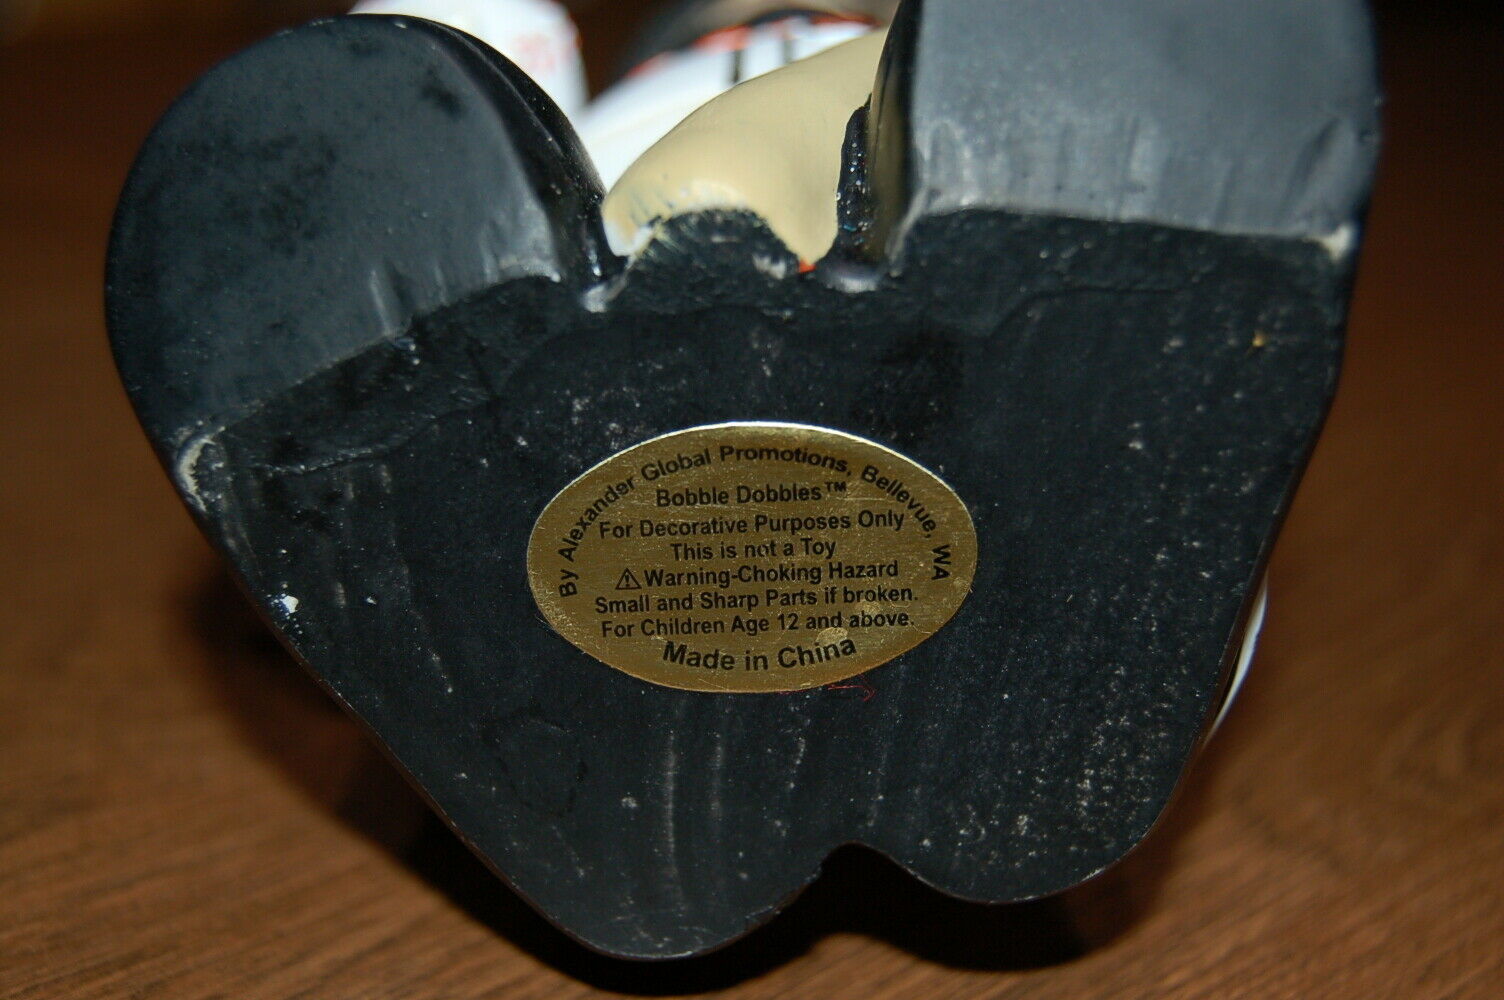 By Alexander Global Promotions, Bellevue, WA
Bobble Dobbles™
For Decorative Purposes Only
This is not a Toy
⚠Warning-Choking Hazard
Small and Sharp Parts if broken.
For Children Age 12 and above.
Made in China